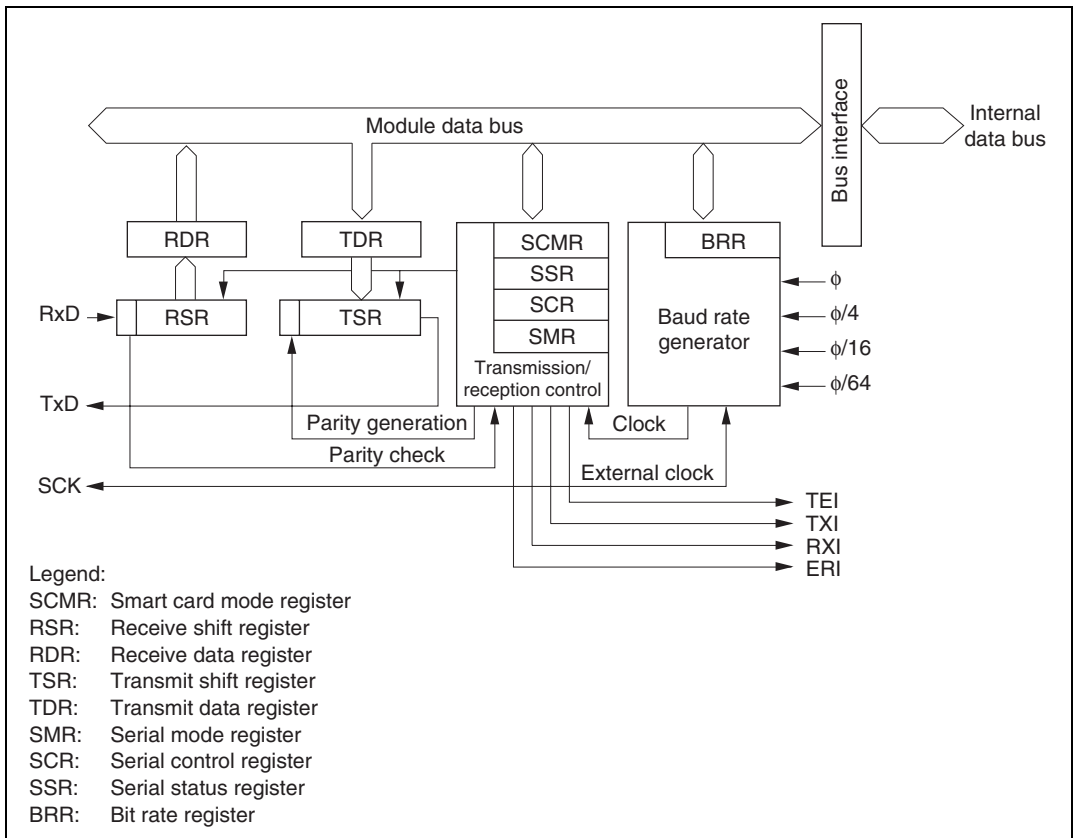 Module data bus
Bus interface
Internal
data bus
RDR
TDR
SCMR
BRR
SSR
φ
RxD
RSR
TSR
SCR
Baud rate
generator
φ/4
SMR
φ/16
Transmission/
reception control
φ/64
TxD
Parity generation
Clock
Parity check
SCK
External clock
TEI
TXI
RXI
ERI
Legend:
SCMR: Smart card mode register
RSR: Receive shift register
RDR: Receive data register
TSR: Transmit shift register
TDR: Transmit data register
SMR: Serial mode register
SCR: Serial control register
SSR: Serial status register
BRR: Bit rate register